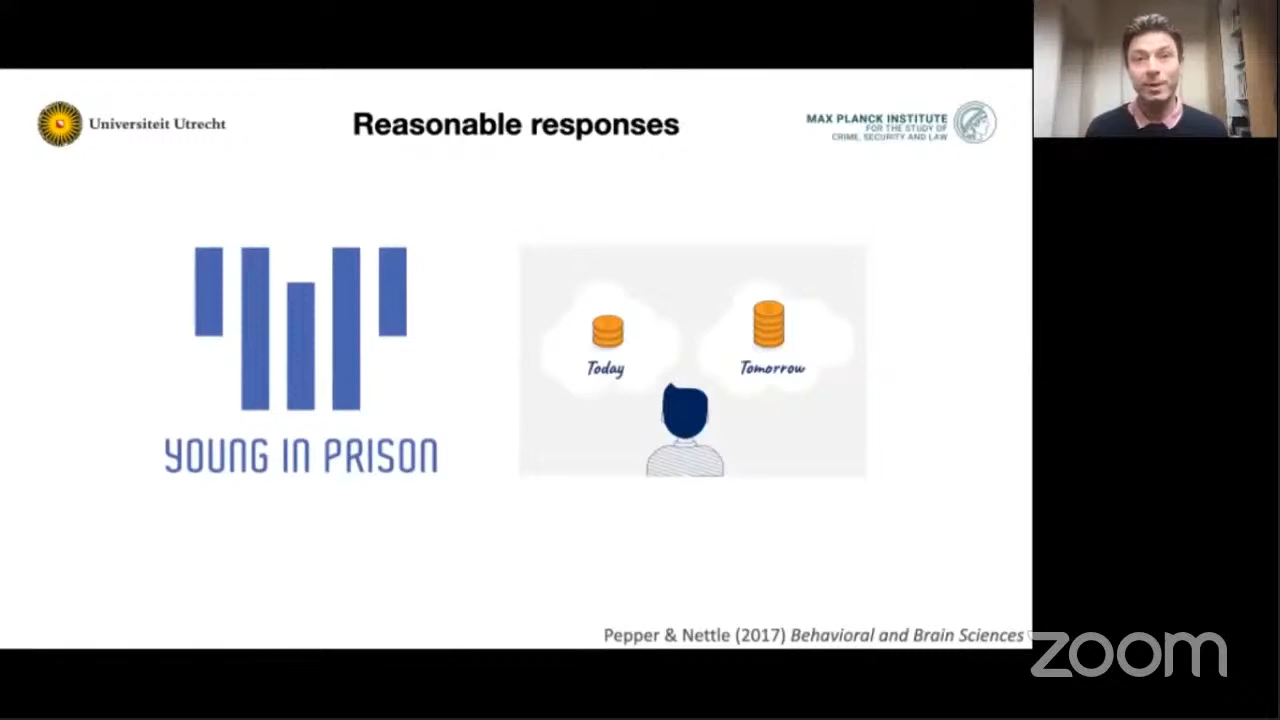 Universiteit Utrecht
Reasonable responses
MAX PLANCK INSTITUTE
FOR THE STUDY OF
CRIME, SECURITY AND LAW
Today
Tomorrow
YOUNG IN PRISON
Pepper & Nettle (2017) Behavioral and Brain Sciences
zoom